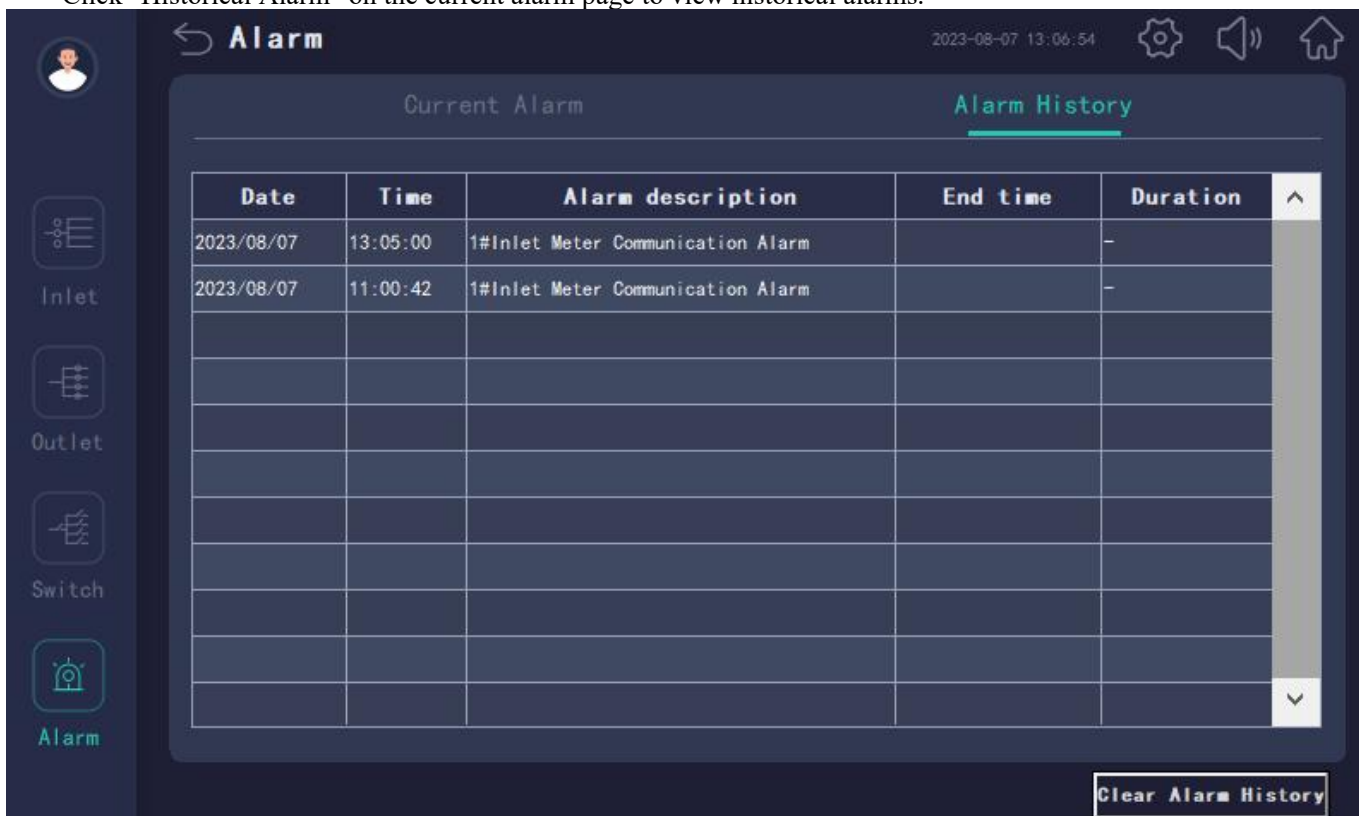 Click "Historical Alarm" on the current alarm page to view historical alarms.
Alarm 2023-08-07 13:06:54
Current Alarm Alarm History
Date Time Alarm description End time Duration
2023/08/07 13:05:00 1#Inlet Meter Communication Alarm -
2023/08/07 11:00:42 1#Inlet Meter Communication Alarm -
Inlet
Outlet
Switch
Alarm
Clear Alarm History